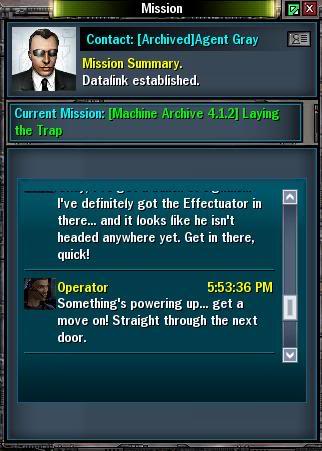 Mission
Contact: [Archived]Agent Gray
Mission Summary.
Datalink established.
Current Mission: [Machine Archive 4.1.2] Laying
the Trap
I've definitely got the Effectuator in
there... and it looks like he isn't
headed anywhere yet. Get in there,
quick!
Operator 5:53:36 PM
Something's powering up... get a
move on! Straight through the next
door.